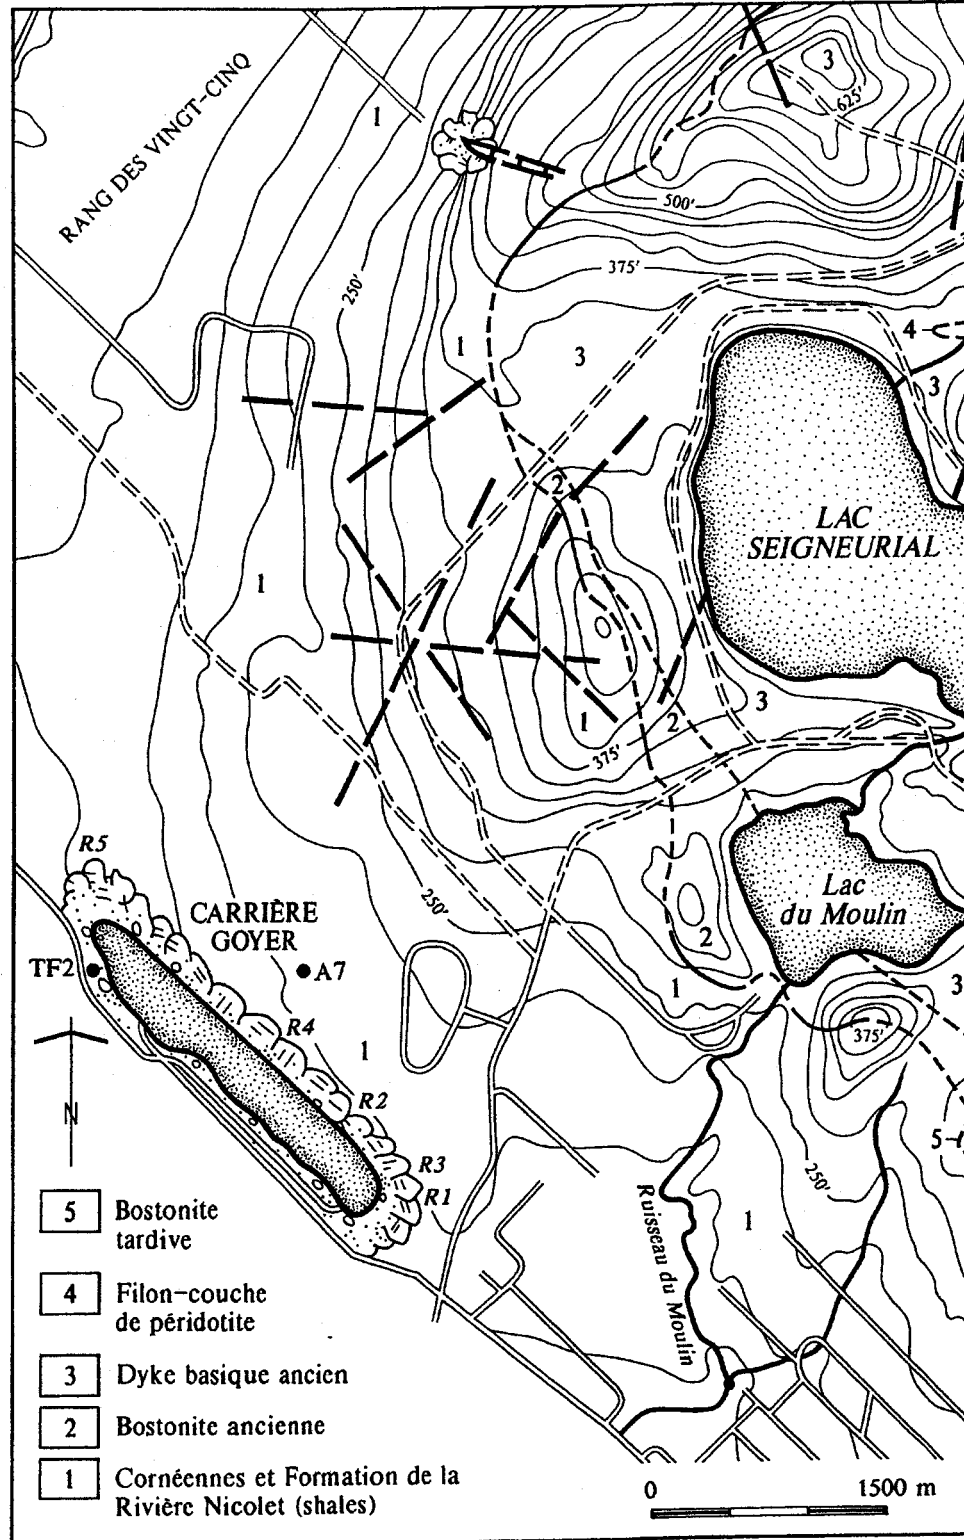 3
625'
1
RANG DES VINGT-CINQ
500'
375'
250'
4
1
3
3
2
LAC
SEIGNEURIAL
1
3
1
2
375'
R5
250'
Lac
du Moulin
CARRIÈRE
GOYER
2
TF2
A7
1
3
R4
1
375'
N
R2
5
R3
R1
250'
Ruisseau du Moulin
1
5 Bostonite
tardive
4 Filon-couche
de péridotite
3 Dyke basique ancien
2 Bostonite ancienne
1 Cornéennes et Formation de la
Rivière Nicolet (shales)
0 1500 m